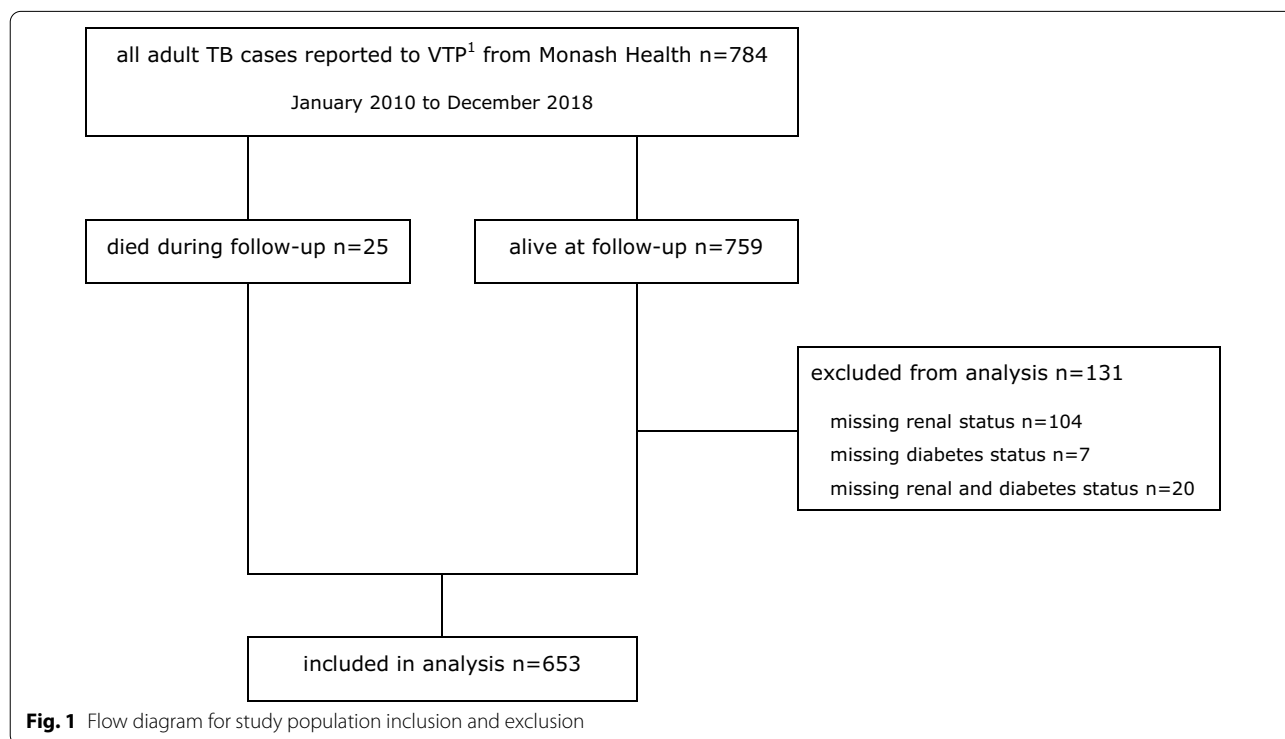 all adult TB cases reported to VTP¹ from Monash Health n=784
January 2010 to December 2018
died during follow-up n=25
alive at follow-up n=759
excluded from analysis n=131
missing renal status n=104
missing diabetes status n=7
missing renal and diabetes status n=20
included in analysis n=653
Fig. 1 Flow diagram for study population inclusion and exclusion